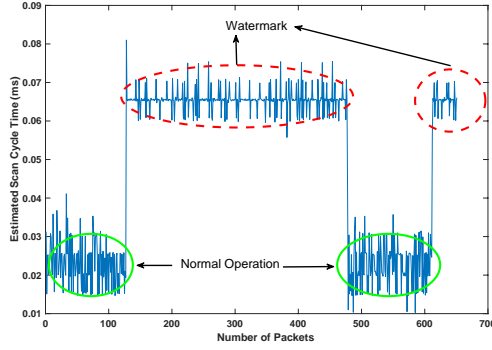 0.09
Watermark
0.08
0.07
0.06
0.05
0.04
0.03
Normal Operation
0.02
0.01
0 100 200 300 400 500 600 700
Number of Packets
Estimated Scan Cycle Time (ms)